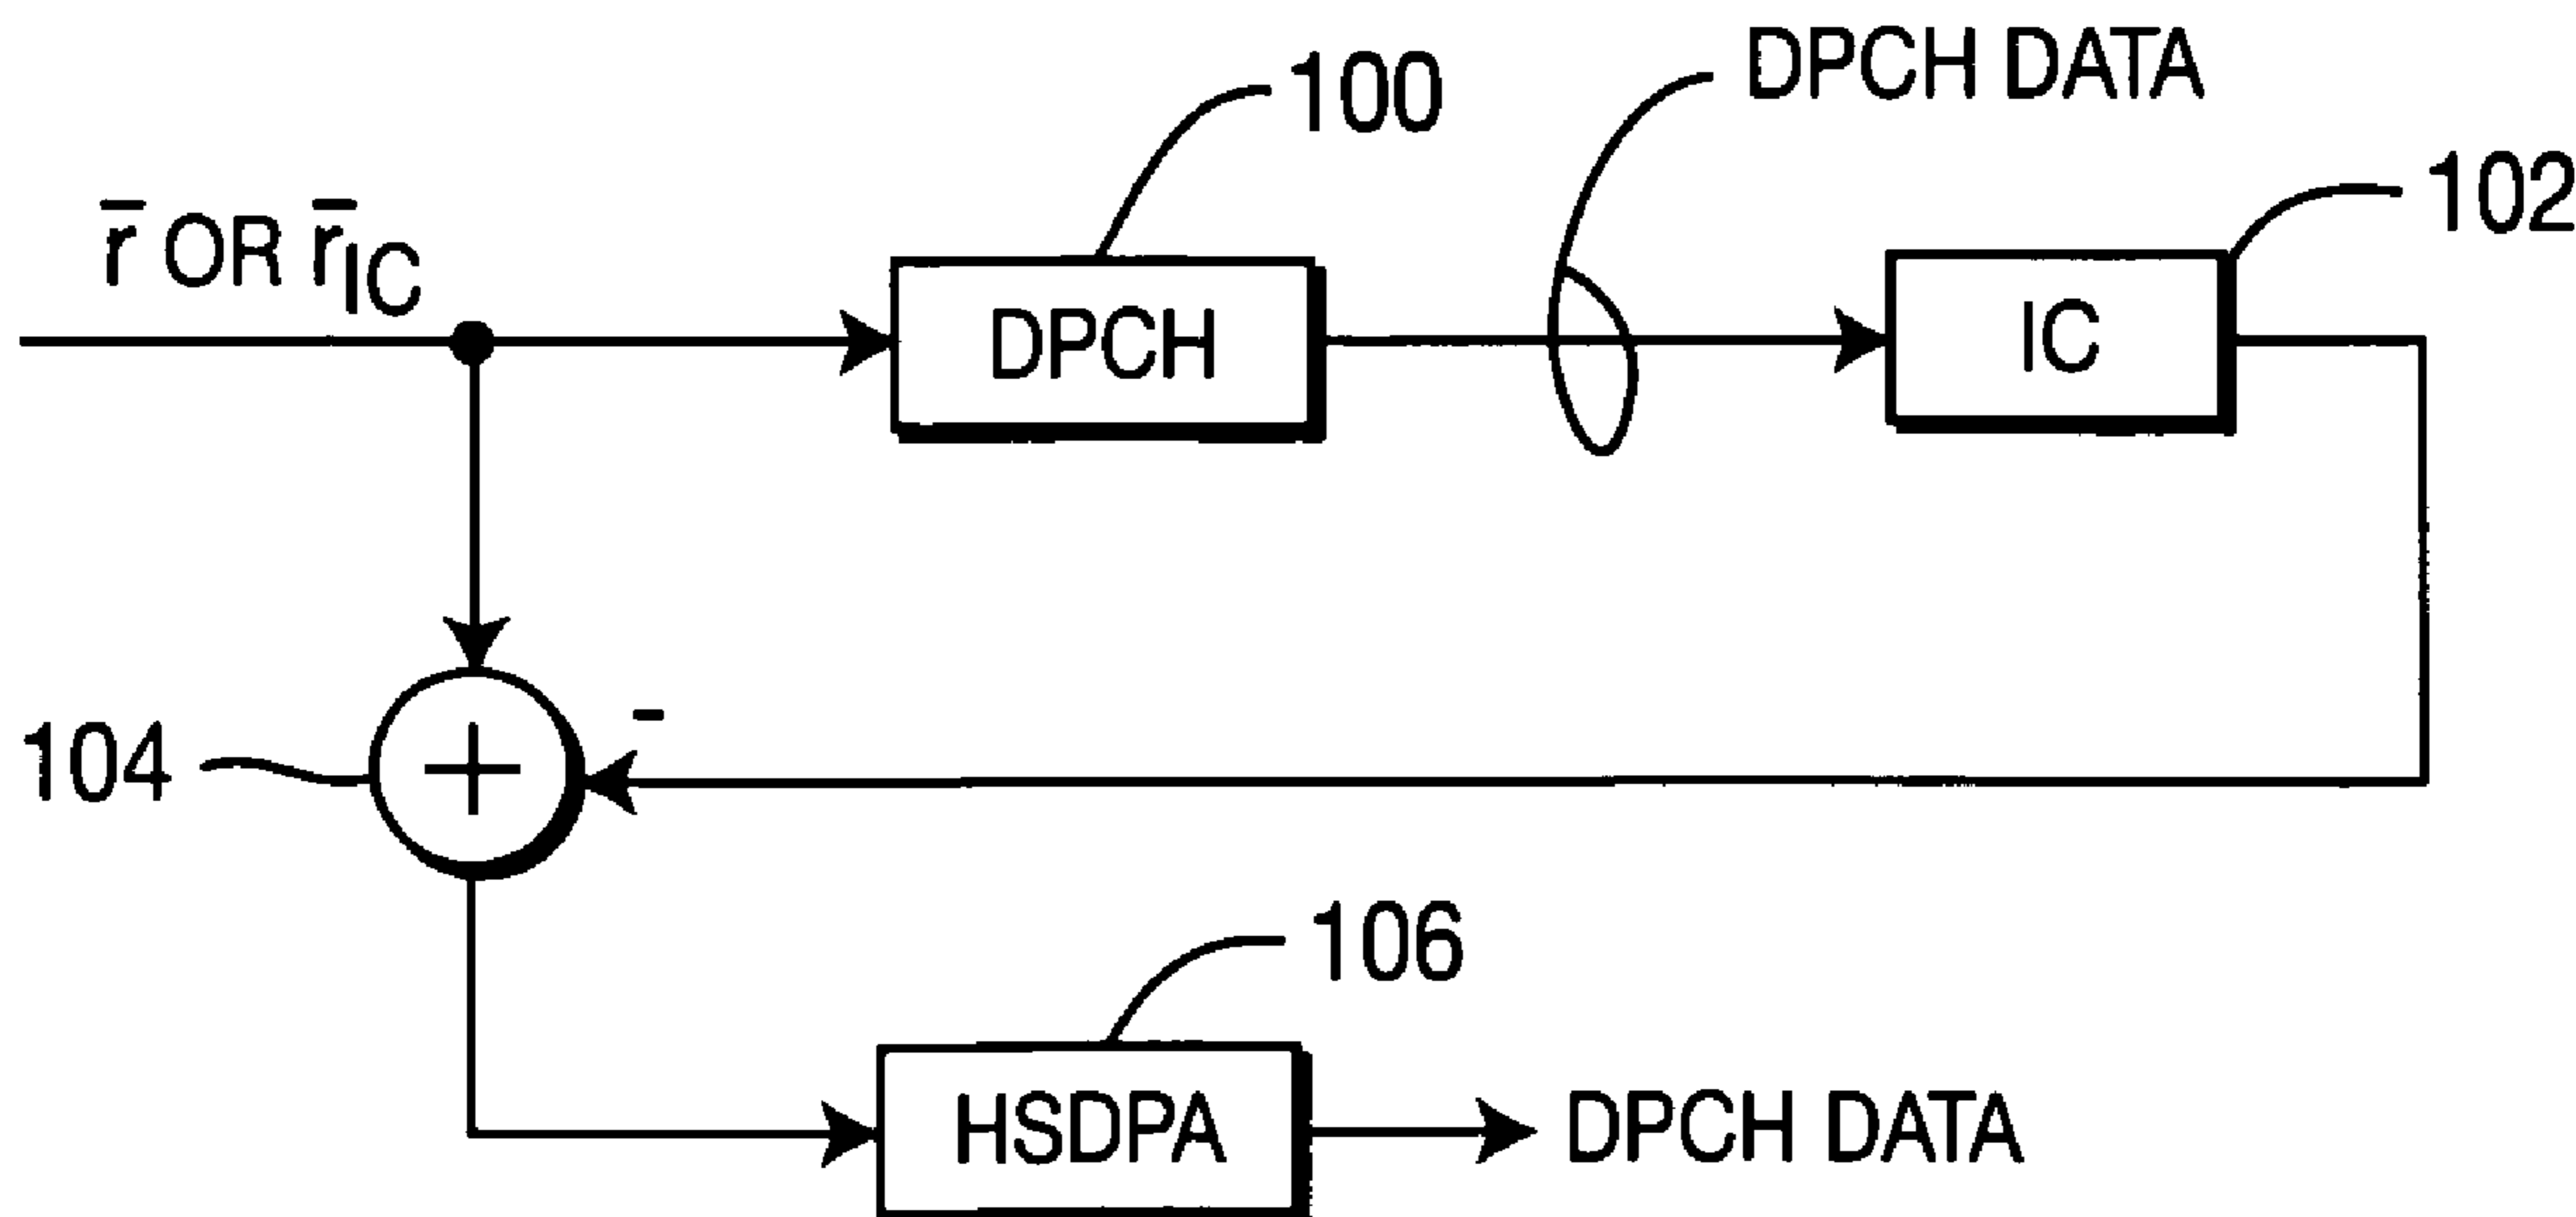 100
DPCH DATA
102
r̄ OR r̄IC
DPCH
IC
-
104
+
106
HSDPA
DPCH DATA